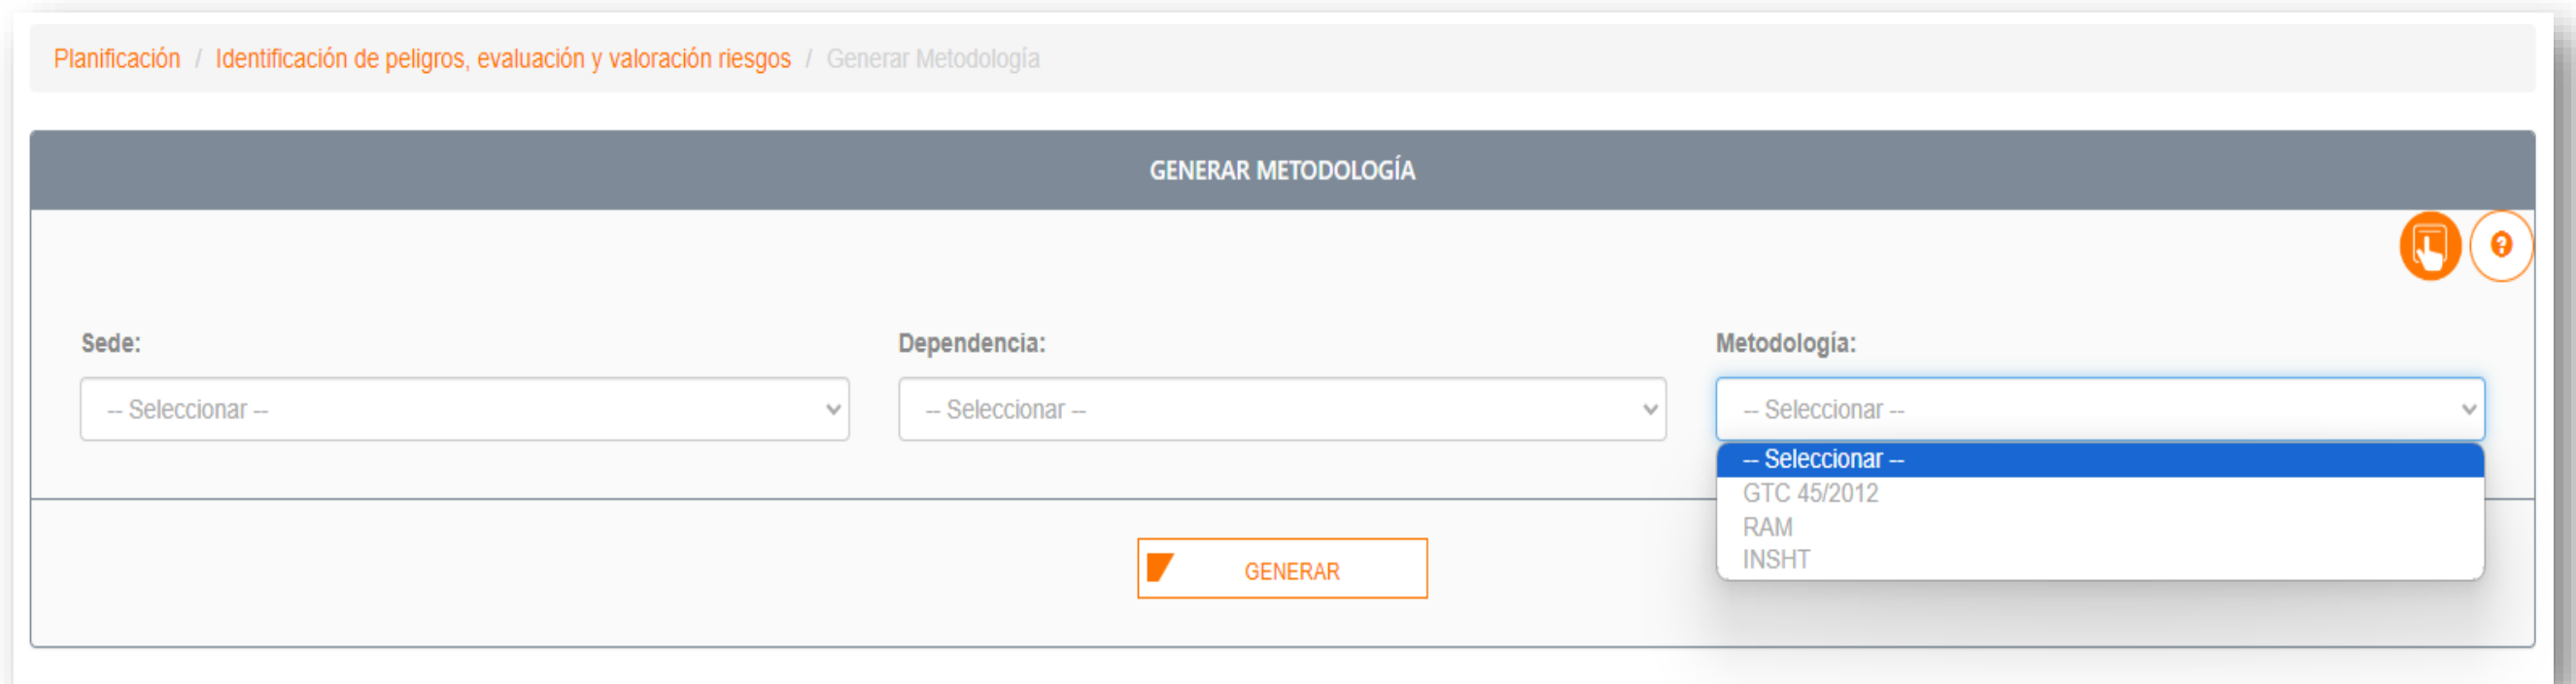 Planificación / Identificación de peligros, evaluación y valoración riesgos / Generar Metodología
GENERAR METODOLOGÍA
?
Sede:
Dependencia:
Metodología:
-- Seleccionar --
-- Seleccionar --
-- Seleccionar --
-- Seleccionar --
GTC 45/2012
RAM
INSHT
GENERAR